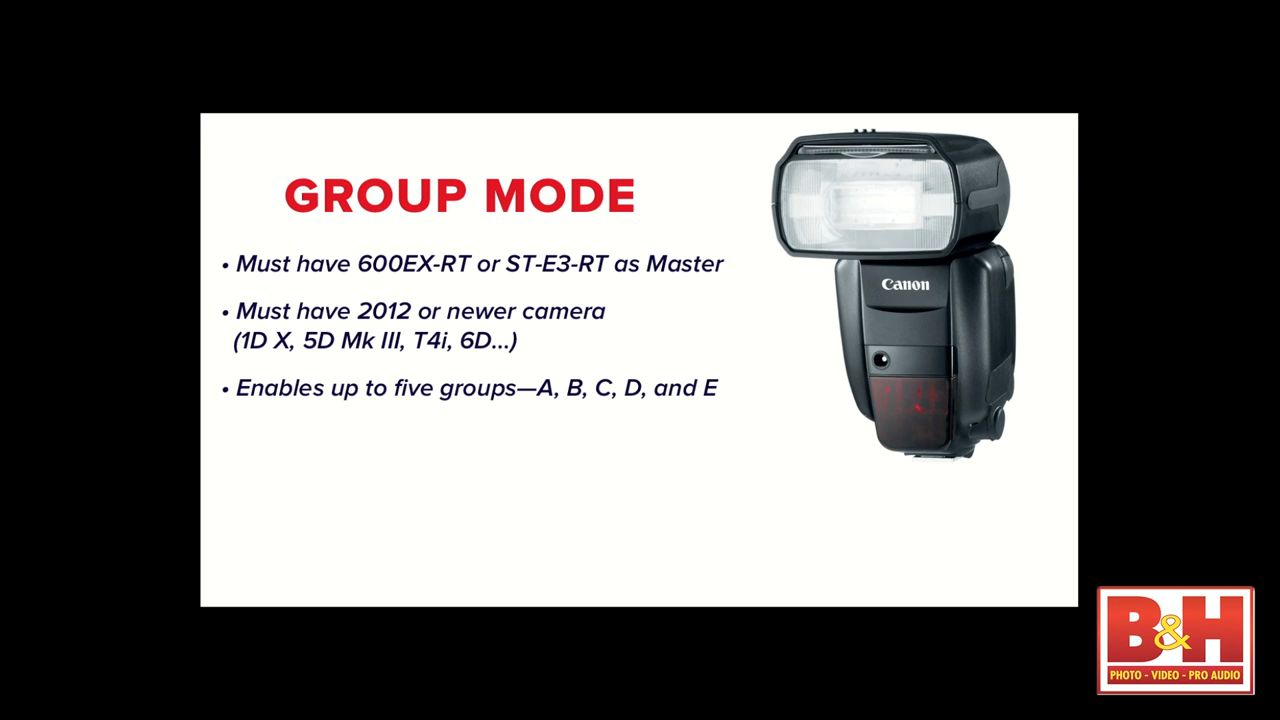 GROUP MODE
• Must have 600EX-RT or ST-E3-RT as Master
• Must have 2012 or newer camera
(1D X, 5D Mk III, T4i, 6D...)
• Enables up to five groups—A, B, C, D, and E
Canon
B&H
PHOTO - VIDEO - PRO AUDIO